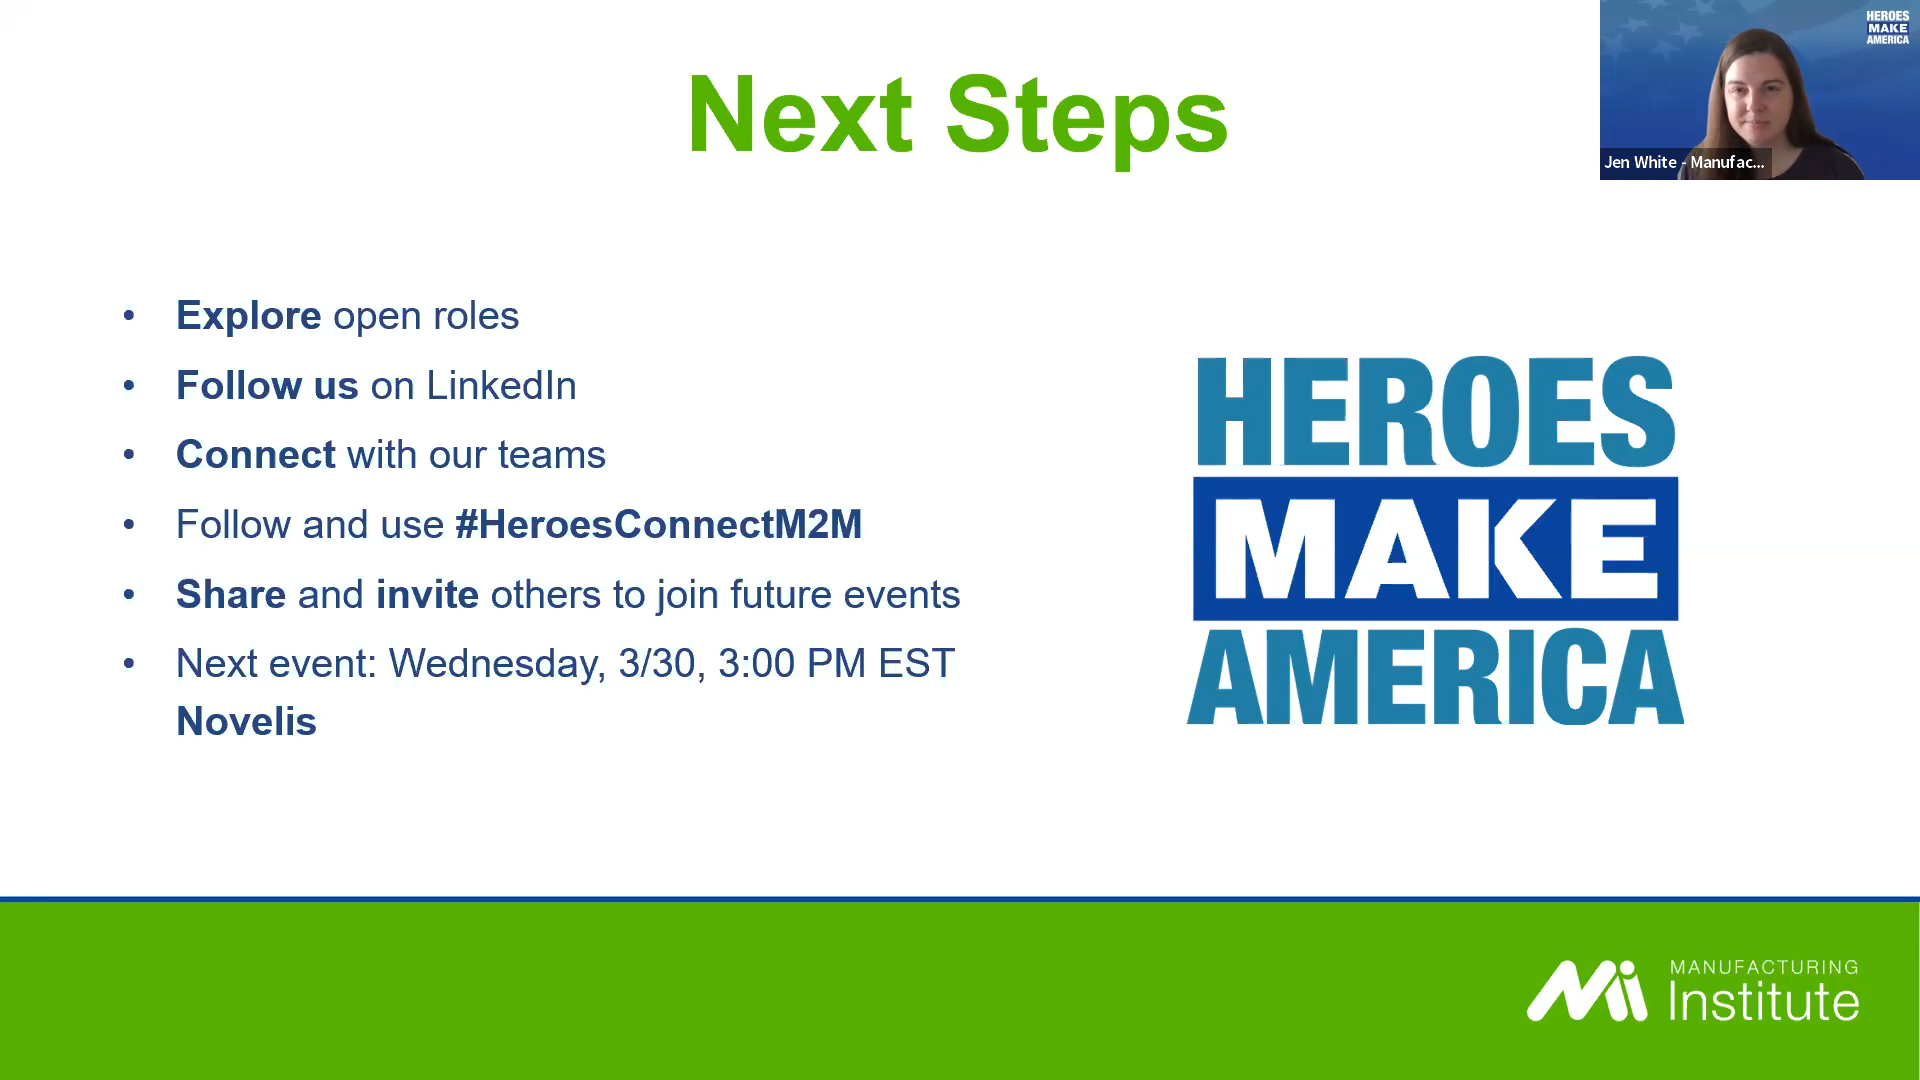 Next Steps
HEROES
MAKE
AMERICA
Jen White - Manufac...
• Explore open roles
• Follow us on LinkedIn
• Connect with our teams
• Follow and use #HeroesConnectM2M
• Share and invite others to join future events
• Next event: Wednesday, 3/30, 3:00 PM EST
Novelis
HEROES
MAKE
AMERICA
MANUFACTURING
Institute